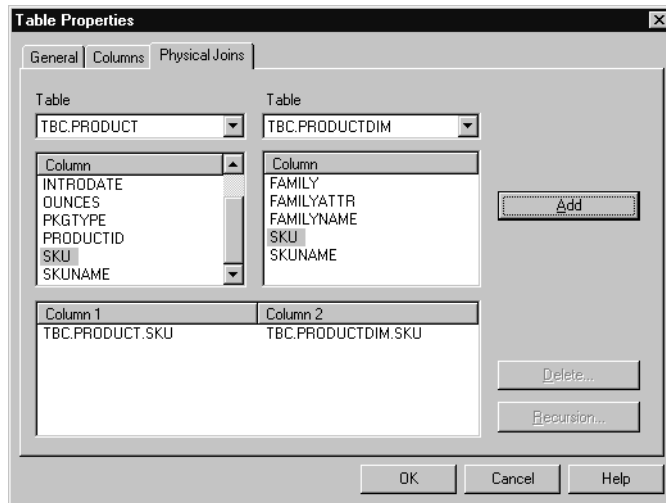 Table Properties
General Columns Physical Joins
Table Table
TBC.PRODUCT TBC.PRODUCTDIM
Column Column
INTRODATE FAMILY
OUNCES FAMILYATTR
PKGTYPE FAMILYNAME
PRODUCTID SKU
SKU SKUNAME
SKUNAME
Add
Column 1 Column 2
TBC.PRODUCT.SKU TBC.PRODUCTDIM.SKU
Delete...
Recursion...
OK Cancel Help